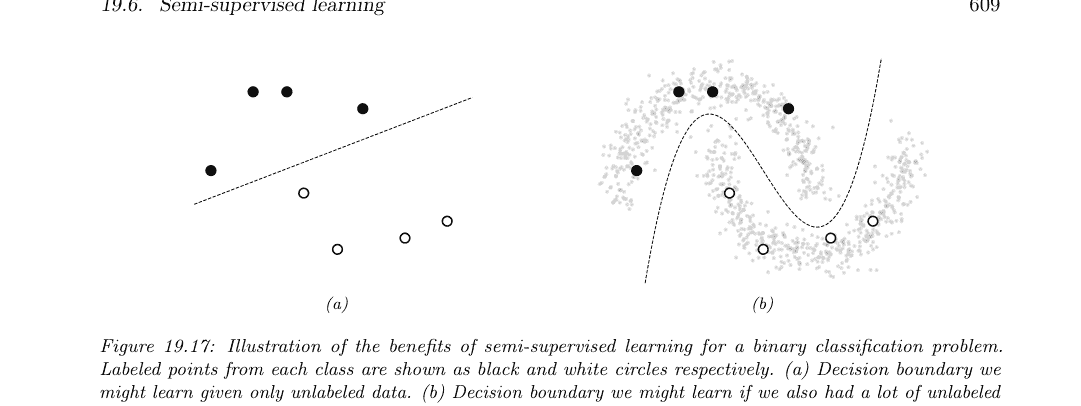 19.6. Semi-supervised learning 609
(a) (b)
Figure 19.17: Illustration of the benefits of semi-supervised learning for a binary classification problem.
Labeled points from each class are shown as black and white circles respectively. (a) Decision boundary we
might learn given only unlabeled data. (b) Decision boundary we might learn if we also had a lot of unlabeled